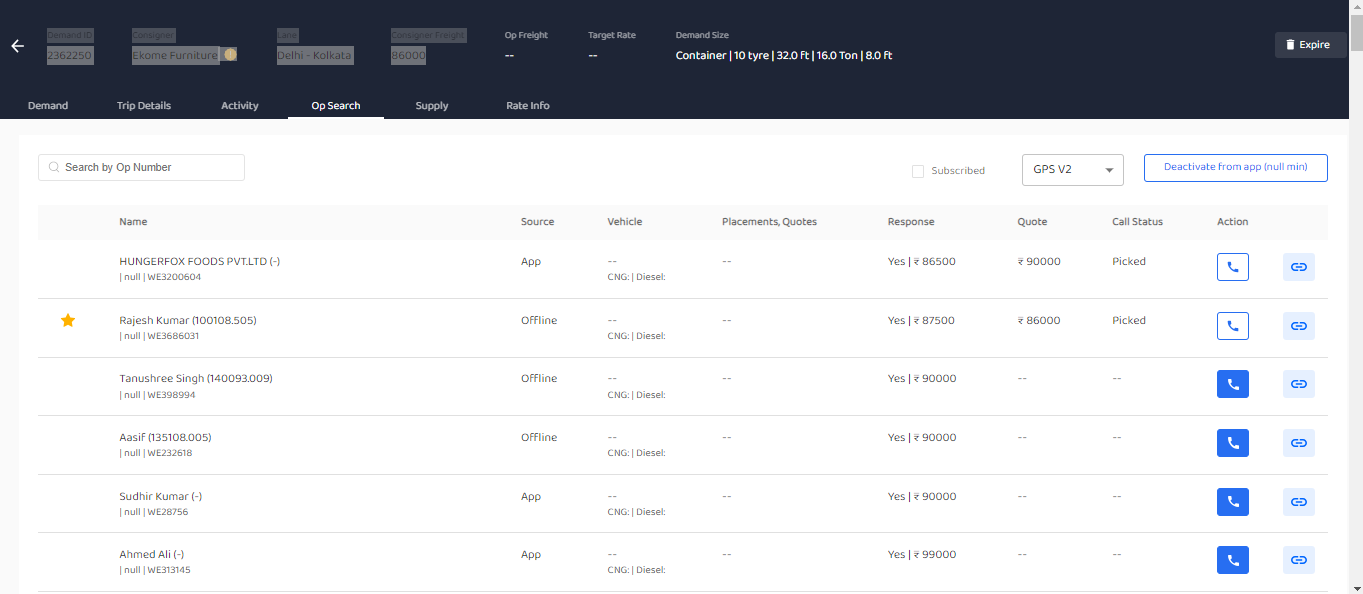 Demand ID Consigner Lane Consigner Freight Op Freight Target Rate Demand Size
2362250 Ekome Furniture Delhi - Kolkata 86000 -- -- Container | 10 tyre | 32.0 ft | 16.0 Ton | 8.0 ft
Expire
Demand Trip Details Activity Op Search Supply Rate Info
Search by Op Number Subscribed GPS V2 Deactivate from app (null min)
Name Source Vehicle Placements, Quotes Response Quote Call Status Action
HUNGERFOX FOODS PVT.LTD (-) App -- -- Yes | ₹ 86500 ₹ 90000 Picked
| null | WE3200604 CNG: | Diesel:
Rajesh Kumar (100108.505) Offline -- -- Yes | ₹ 87500 ₹ 86000 Picked
| null | WE3686031 CNG: | Diesel:
Tanushree Singh (140093.009) Offline -- -- Yes | ₹ 90000 -- --
| null | WE398994 CNG: | Diesel:
Aasif (135108.005) Offline -- -- Yes | ₹ 90000 -- --
| null | WE232618 CNG: | Diesel:
Sudhir Kumar (-) App -- -- Yes | ₹ 90000 -- --
| null | WE28756 CNG: | Diesel:
Ahmed Ali (-) App -- -- Yes | ₹ 99000 -- --
| null | WE313145 CNG: | Diesel: